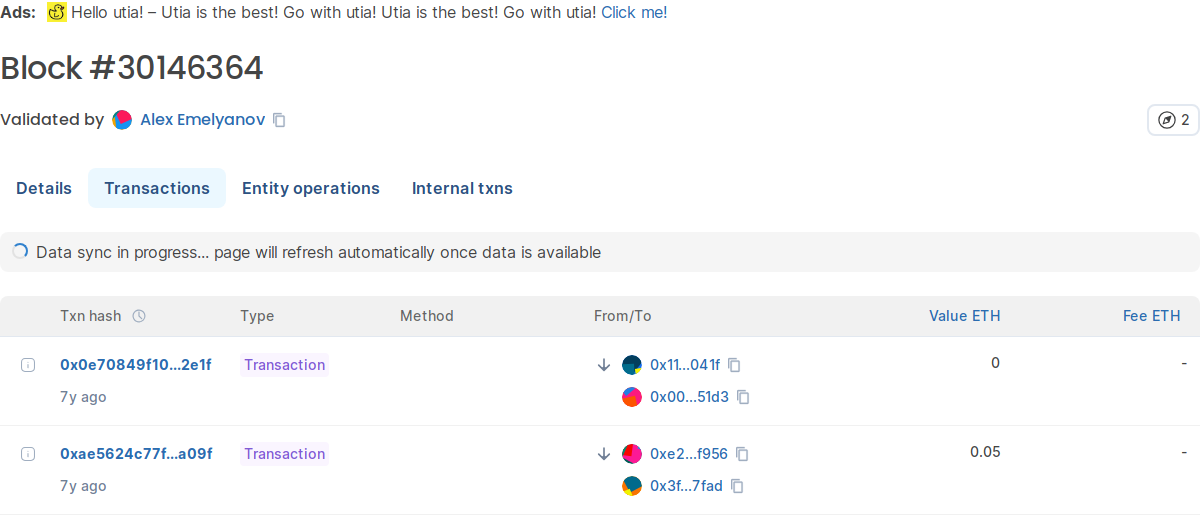 Ads: Hello utia! – Utia is the best! Go with utia! Utia is the best! Go with utia! Click me!
Block #30146364
Validated by Alex Emelyanov
2
Details Transactions Entity operations Internal txns
Data sync in progress... page will refresh automatically once data is available
Txn hash Type Method From/To Value ETH Fee ETH
0x0e70849f10...2e1f Transaction 0x11...041f 0 -
7y ago 0x00...51d3
0xae5624c77f...a09f Transaction 0xe2...f956 0.05 -
7y ago 0x3f...7fad